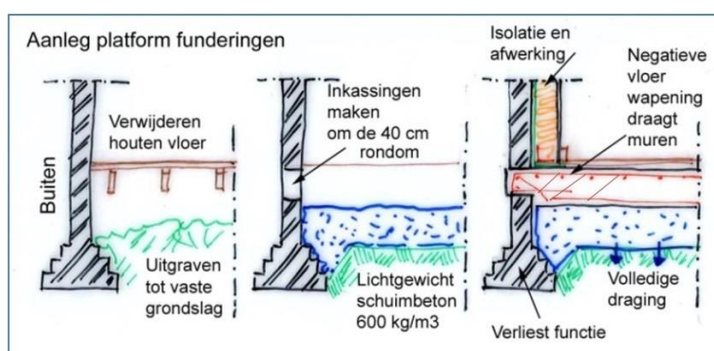 Aanleg platform funderingen
Buiten
Verwijderen
houten vloer
Uitgraven
tot vaste
grondslag
Inkassingen
maken
om de 40 cm
rondom
Lichtgewicht
schuimbeton
600 kg/m3
Isolatie en
afwerking
Negatieve
vloer
wapening
draagt
muren
Volledige
draging
Verliest functie